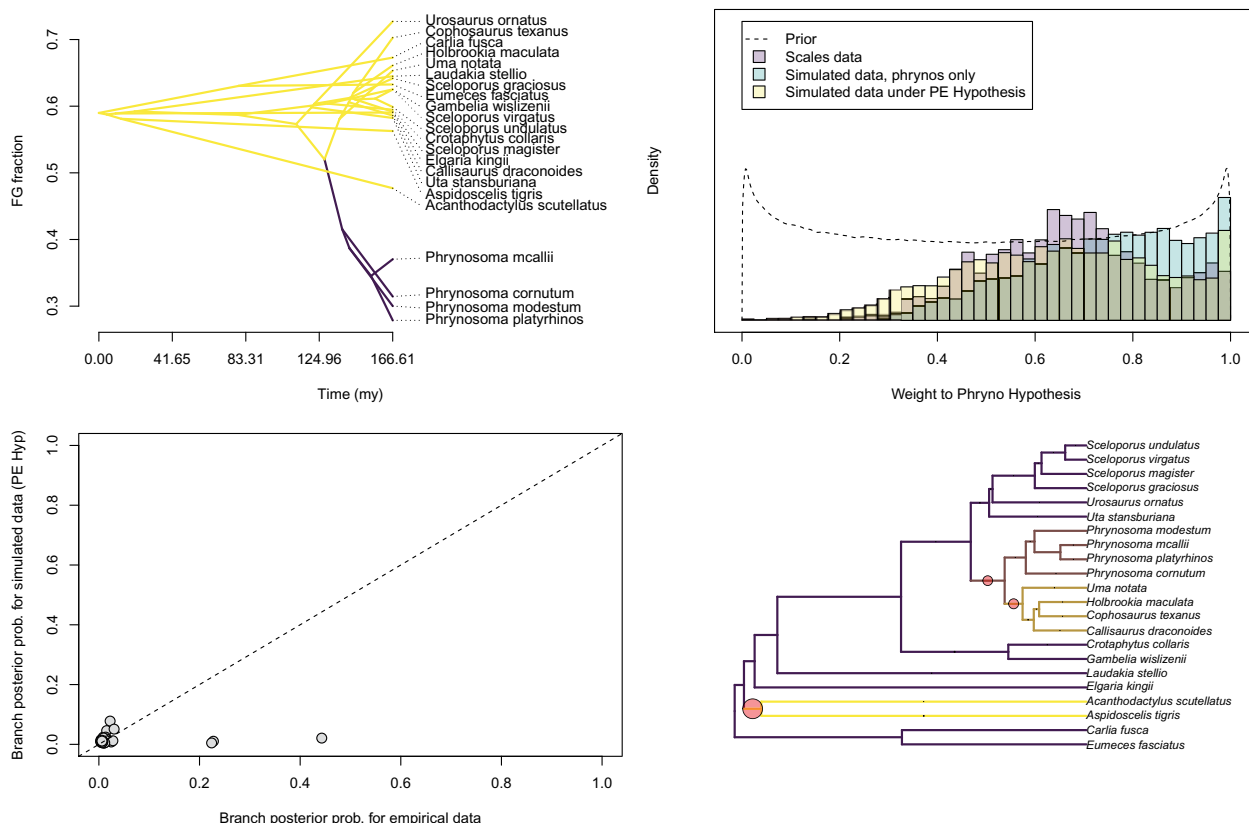 Urosaurus ornatus
Cophosaurus texanus
Carlia fusca
Holbrookia maculata
Uma notata
Laudakia stellio
Sceloporus graciosus
Eumeces fasciatus
Gambelia wislizenii
Sceloporus virgatus
Sceloporus undulatus
Crotaphytus collaris
Sceloporus magister
Elgaria kingii
Callisaurus draconoides
Uta stansburiana
Aspidoscelis tigris
Acanthodactylus scutellatus
Phrynosoma mcallii
Phrynosoma cornutum
Phrynosoma modestum
Phrynosoma platyrhinos
FG fraction
0.7
0.6
0.5
0.4
0.3
0.00 41.65 83.31 124.96 166.61
Time (my)
Prior
Scales data
Simulated data, phrynos only
Simulated data under PE Hypothesis
Density
0.0 0.2 0.4 0.6 0.8 1.0
Weight to Phryno Hypothesis
Branch posterior prob. for simulated data (PE Hyp)
1.0
0.8
0.6
0.4
0.2
0.0
0.0 0.2 0.4 0.6 0.8 1.0
Branch posterior prob. for empirical data
Sceloporus undulatus
Sceloporus virgatus
Sceloporus magister
Sceloporus graciosus
Urosaurus ornatus
Uta stansburiana
Phrynosoma modestum
Phrynosoma mcallii
Phrynosoma platyrhinos
Phrynosoma cornutum
Uma notata
Holbrookia maculata
Cophosaurus texanus
Callisaurus draconoides
Crotaphytus collaris
Gambelia wislizenii
Laudakia stellio
Elgaria kingii
Acanthodactylus scutellatus
Aspidoscelis tigris
Carlia fusca
Eumeces fasciatus